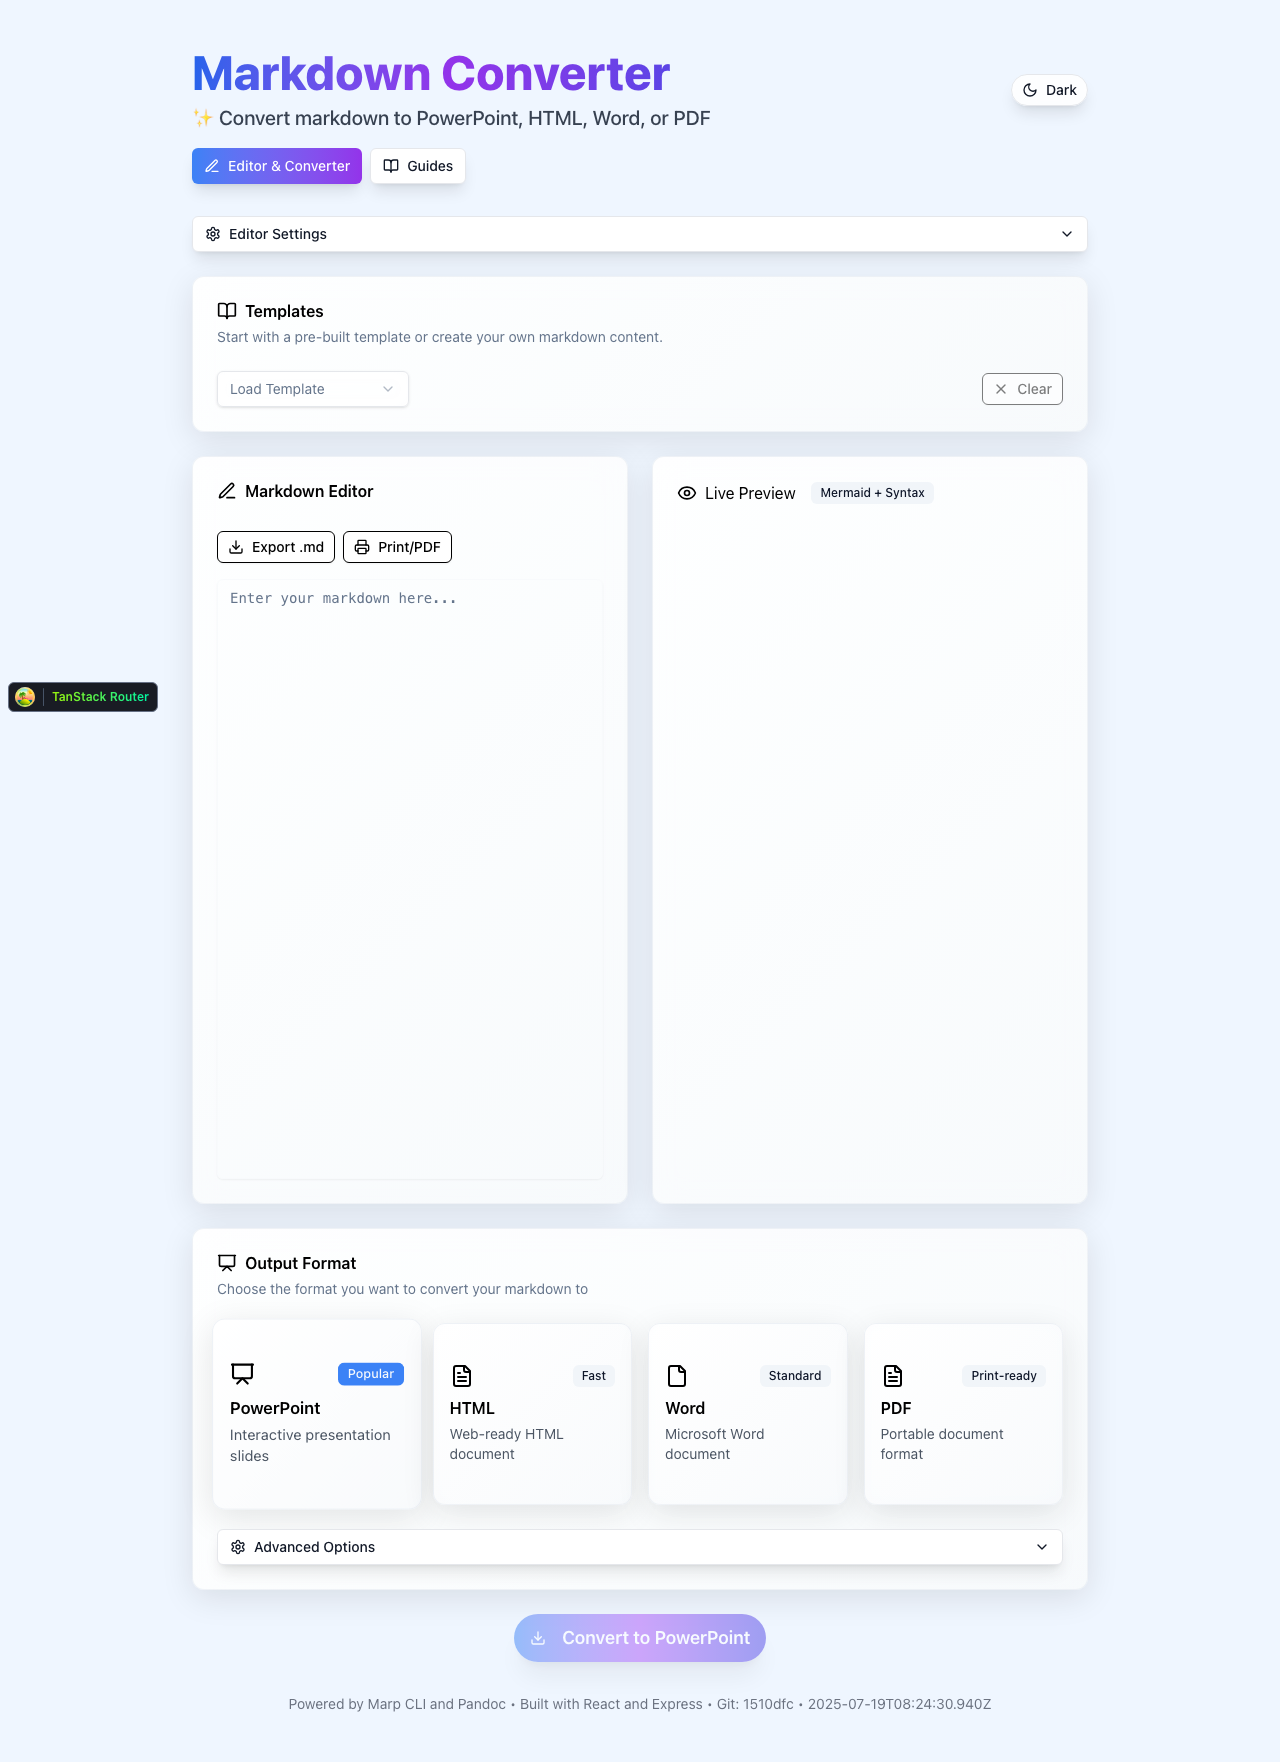 Markdown Converter
✨ Convert markdown to PowerPoint, HTML, Word, or PDF
Dark
Editor & Converter
Guides
Editor Settings
Templates
Start with a pre-built template or create your own markdown content.
Load Template
Clear
Markdown Editor
Export .md
Print/PDF
Enter your markdown here...
Live Preview
Mermaid + Syntax
TanStack Router
Output Format
Choose the format you want to convert your markdown to
Popular
PowerPoint
Interactive presentation
slides
Fast
HTML
Web-ready HTML
document
Standard
Word
Microsoft Word
document
Print-ready
PDF
Portable document
format
Advanced Options
Convert to PowerPoint
Powered by Marp CLI and Pandoc • Built with React and Express • Git: 1510dfc • 2025-07-19T08:24:30.940Z